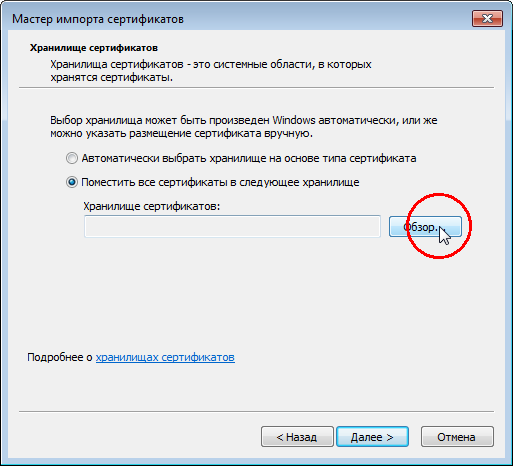 Мастер импорта сертификатов
Хранилище сертификатов
Хранилища сертификатов - это системные области, в которых
хранятся сертификаты.
Выбор хранилища может быть произведен Windows автоматически, или же
можно указать размещение сертификата вручную.
Автоматически выбрать хранилище на основе типа сертификата
Поместить все сертификаты в следующее хранилище
Хранилище сертификатов:
Обзор...
Подробнее о хранилищах сертификатов
< Назад
Далее >
Отмена